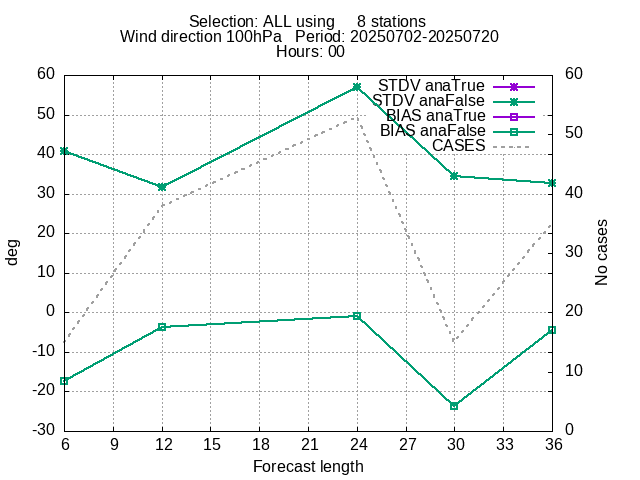 Selection: ALL using     8 stations
Wind direction 100hPa   Period: 20250702-20250720
Hours: 00
60
50
40
30
20
10
0
-10
-20
-30
deg
60
50
40
30
20
10
0
No cases
STDV anaTrue
STDV anaFalse
BIAS anaTrue
BIAS anaFalse
CASES
6 9 12 15 18 21 24 27 30 33 36
Forecast length